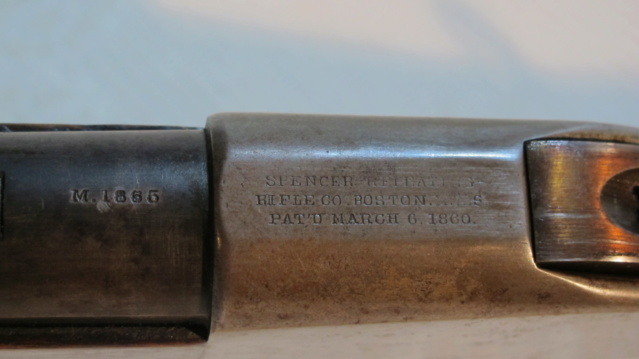 M. 1865
SPENCER
RIFLE CO. BOSTON.
PAT'D MARCH 6, 1860.